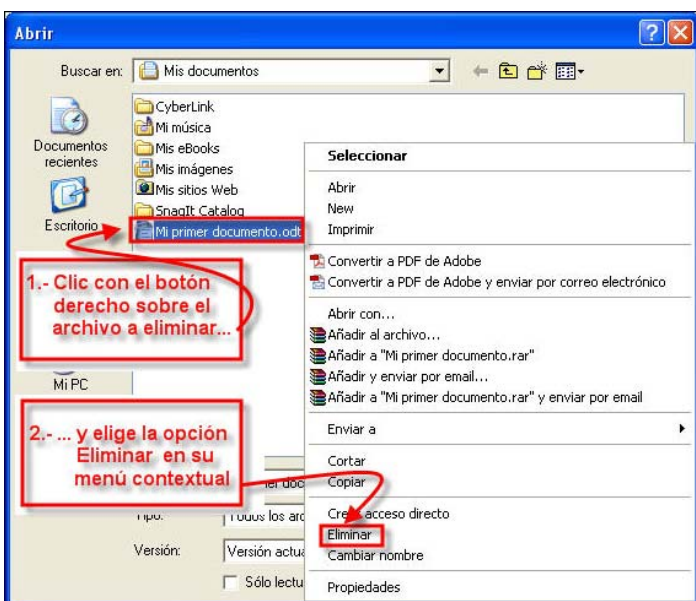 Abrir
Buscar en:
Mis documentos
Documentos
recientes
Escritorio
Mi PC
CyberLink
Mi música
Mis eBooks
Mis imágenes
Mis sitios Web
SnagIt Catalog
Mi primer documento.odt
1.- Clic con el botón
derecho sobre el
archivo a eliminar...
2.- ... y elige la opción
Eliminar en su
menú contextual
Seleccionar
Abrir
New
Imprimir
Convertir a PDF de Adobe
Convertir a PDF de Adobe y enviar por correo electrónico
Abrir con...
Añadir al archivo...
Añadir a "Mi primer documento.rar"
Añadir y enviar por email...
Añadir a "Mi primer documento.rar" y enviar por email
Enviar a
Cortar
Copiar
Crear acceso directo
Eliminar
Cambiar nombre
Propiedades
Tipo:
Todos los
Versión:
Versión
Sólo